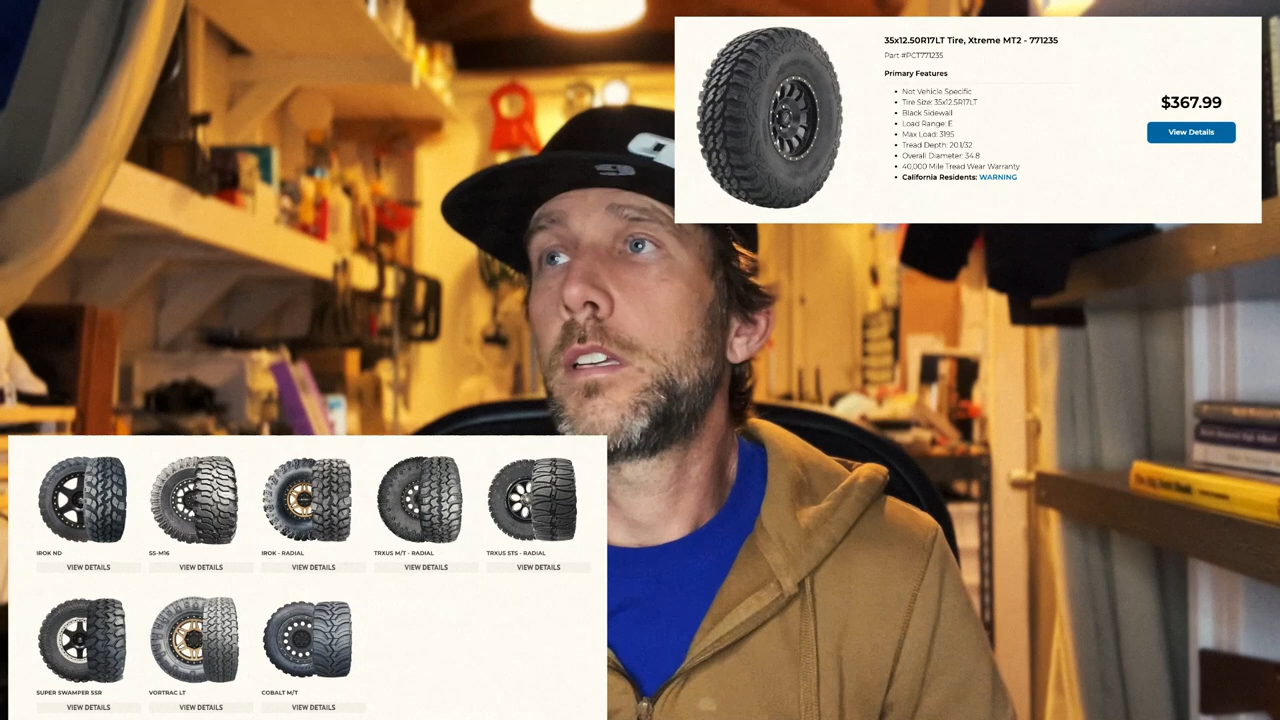 35x12.50R17LT Tire, Xtreme MT2 - 771235
Part #PCT771235
Primary Features
Not Vehicle Specific
Tire Size: 35x12.5R17LT
Black Sidewall
Load Range: E
Max Load: 3195
Tread Depth: 20.1/32
Overall Diameter: 34.8
40,000 Mile Tread Wear Warranty
California Residents: WARNING
$367.99
View Details
9
IROK ND
SS-M16
IROK - RADIAL
TRXUS M/T - RADIAL
TRXUS STS - RADIAL
VIEW DETAILS
VIEW DETAILS
VIEW DETAILS
VIEW DETAILS
VIEW DETAILS
SUPER SWAMPER SSR
VORTRAC LT
COBALT M/T
VIEW DETAILS
VIEW DETAILS
VIEW DETAILS